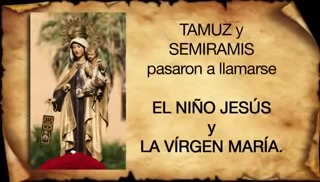 TAMUZ y
SEMIRAMIS
pasaron a llamarse
EL NIÑO JESÚS
y
LA VÍRGEN MARÍA.